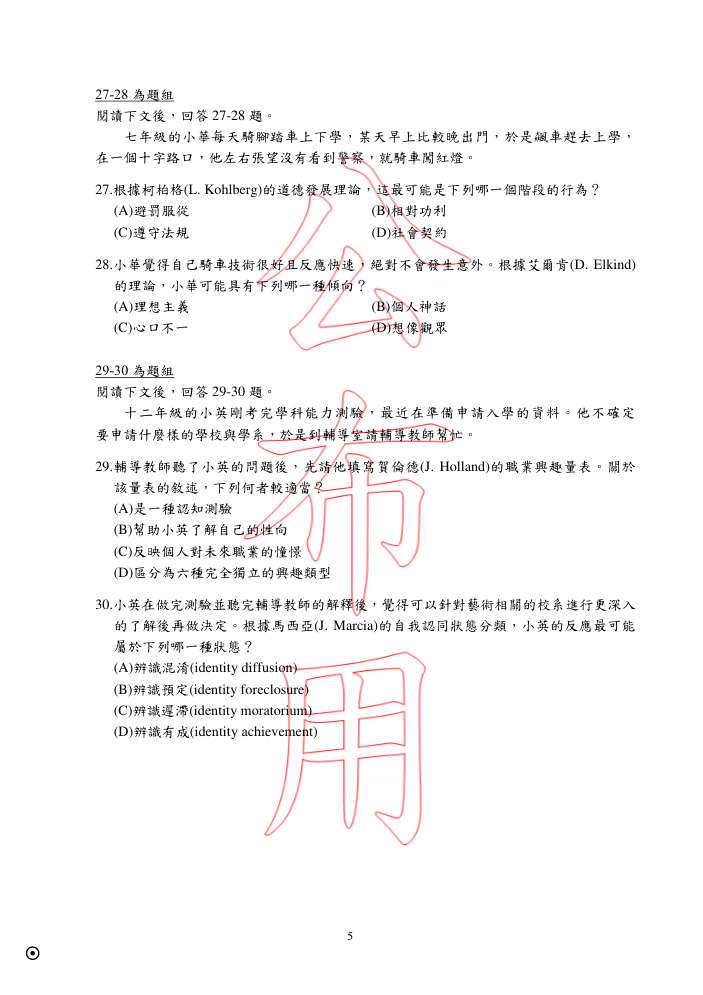 27-28 為題組
閱讀下文後，回答 27-28 題。
七年級的小華每天騎腳踏車上下學，某天早上比較晚出門，於是飆車趕去上學，
在一個十字路口，他左右張望沒有看到警察，就騎車闖紅燈。
27.根據柯柏格(L. Kohlberg)的道德發展理論，這最可能是下列哪一個階段的行為？
(A)避罰服從 (B)相對功利
(C)遵守法規 (D)社會契約
28.小華覺得自己騎車技術很好且反應快速，絕對不會發生意外。根據艾爾肯(D. Elkind)
的理論，小華可能具有下列哪一種傾向？
(A)理想主義 (B)個人神話
(C)心口不一 (D)想像觀眾
29-30 為題組
閱讀下文後，回答 29-30 題。
十二年級的小英剛考完學科能力測驗，最近在準備申請入學的資料。他不確定
要申請什麼樣的學校與學系，於是到輔導室請輔導教師幫忙。
29.輔導教師聽了小英的問題後，先請他填寫賀倫德(J. Holland)的職業興趣量表。關於
該量表的敘述，下列何者較適當？
(A)是一種認知測驗
(B)幫助小英了解自己的性向
(C)反映個人對未來職業的憧憬
(D)區分為六種完全獨立的興趣類型
30.小英在做完測驗並聽完輔導教師的解釋後，覺得可以針對藝術相關的校系進行更深入
的了解後再做決定。根據馬西亞(J. Marcia)的自我認同狀態分類，小英的反應最可能
屬於下列哪一種狀態？
(A)辨識混淆(identity diffusion)
(B)辨識預定(identity foreclosure)
(C)辨識遲滯(identity moratorium)
(D)辨識有成(identity achievement)
公布用
5